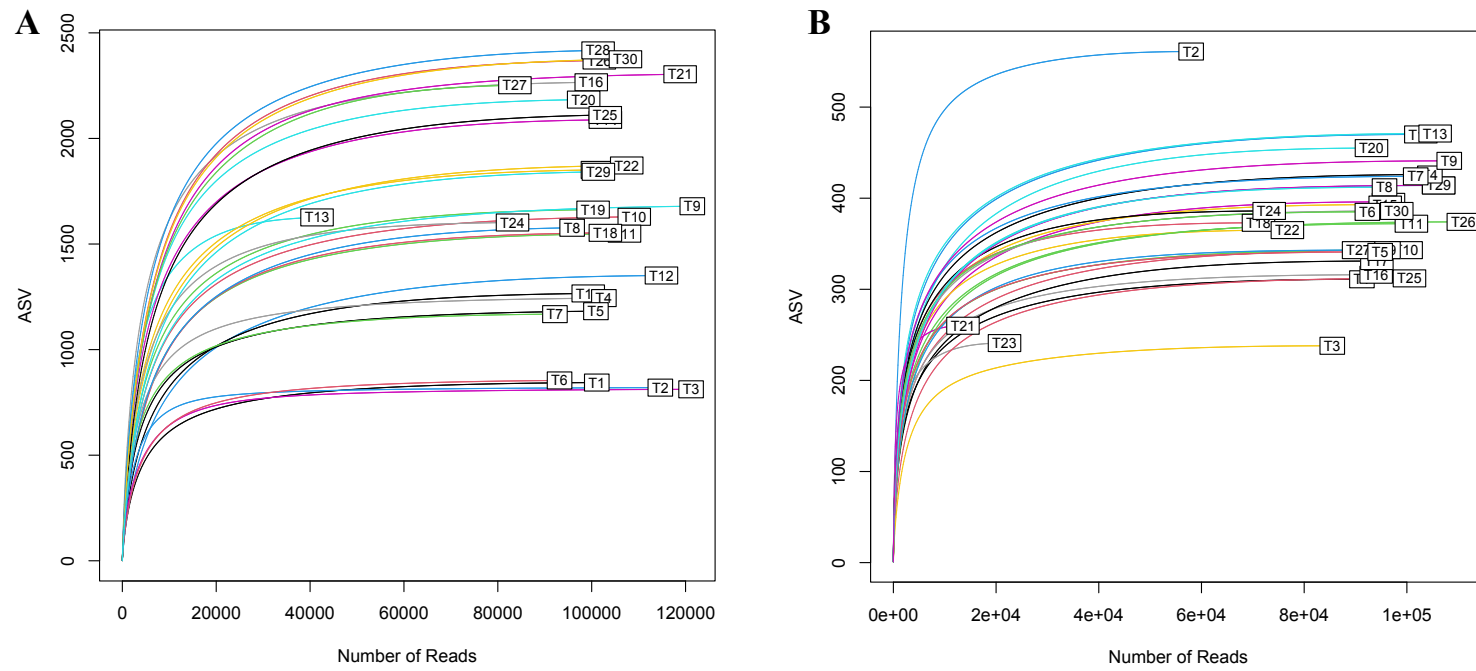 A
B
ASV
0
500
1000
1500
2000
2500
T28
T30
T26
T21
T16
T27
T20
T25
T22
T29
T13
T19
T9
T10
T24
T8
T18
T12
T4
T5
T7
T6
T1
T2
T3
0
20000
40000
60000
80000
100000
120000
Number of Reads
ASV
0
100
200
300
400
500
T2
T13
T20
T9
T7
T29
T8
T6
T30
T24
T18
T11
T26
T22
T27
T5
T16
T25
T21
T23
T3
0e+00
2e+04
4e+04
6e+04
8e+04
1e+05
Number of Reads